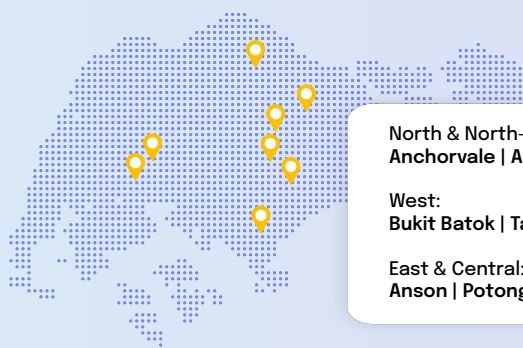 North & North-
Anchorvale | A
West:
Bukit Batok | Ta
East & Central:
Anson | Potong